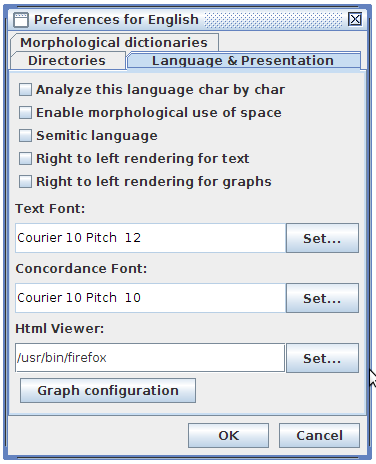 Preferences for English
Morphological dictionaries
Directories
Language & Presentation
Analyze this language char by char
Enable morphological use of space
Semitic language
Right to left rendering for text
Right to left rendering for graphs
Text Font:
Courier 10 Pitch  12
Set...
Concordance Font:
Courier 10 Pitch  10
Set...
Html Viewer:
/usr/bin/firefox
Set...
Graph configuration
OK
Cancel